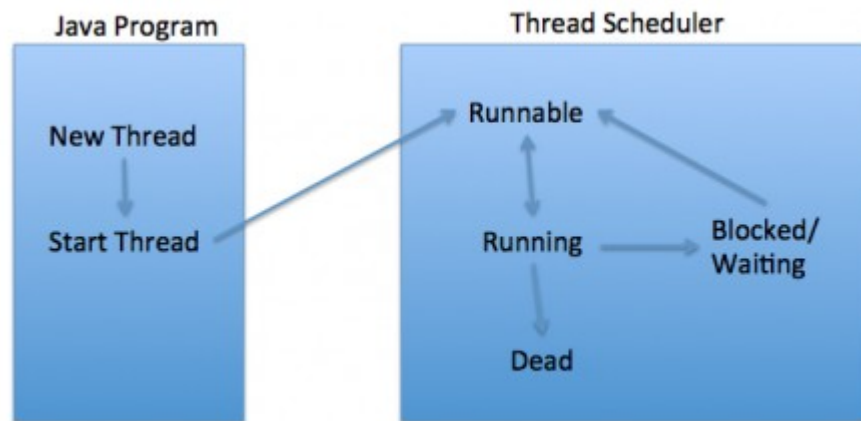 Java Program
Thread Scheduler
New Thread
Start Thread
Runnable
Running
Blocked/
Waiting
Dead